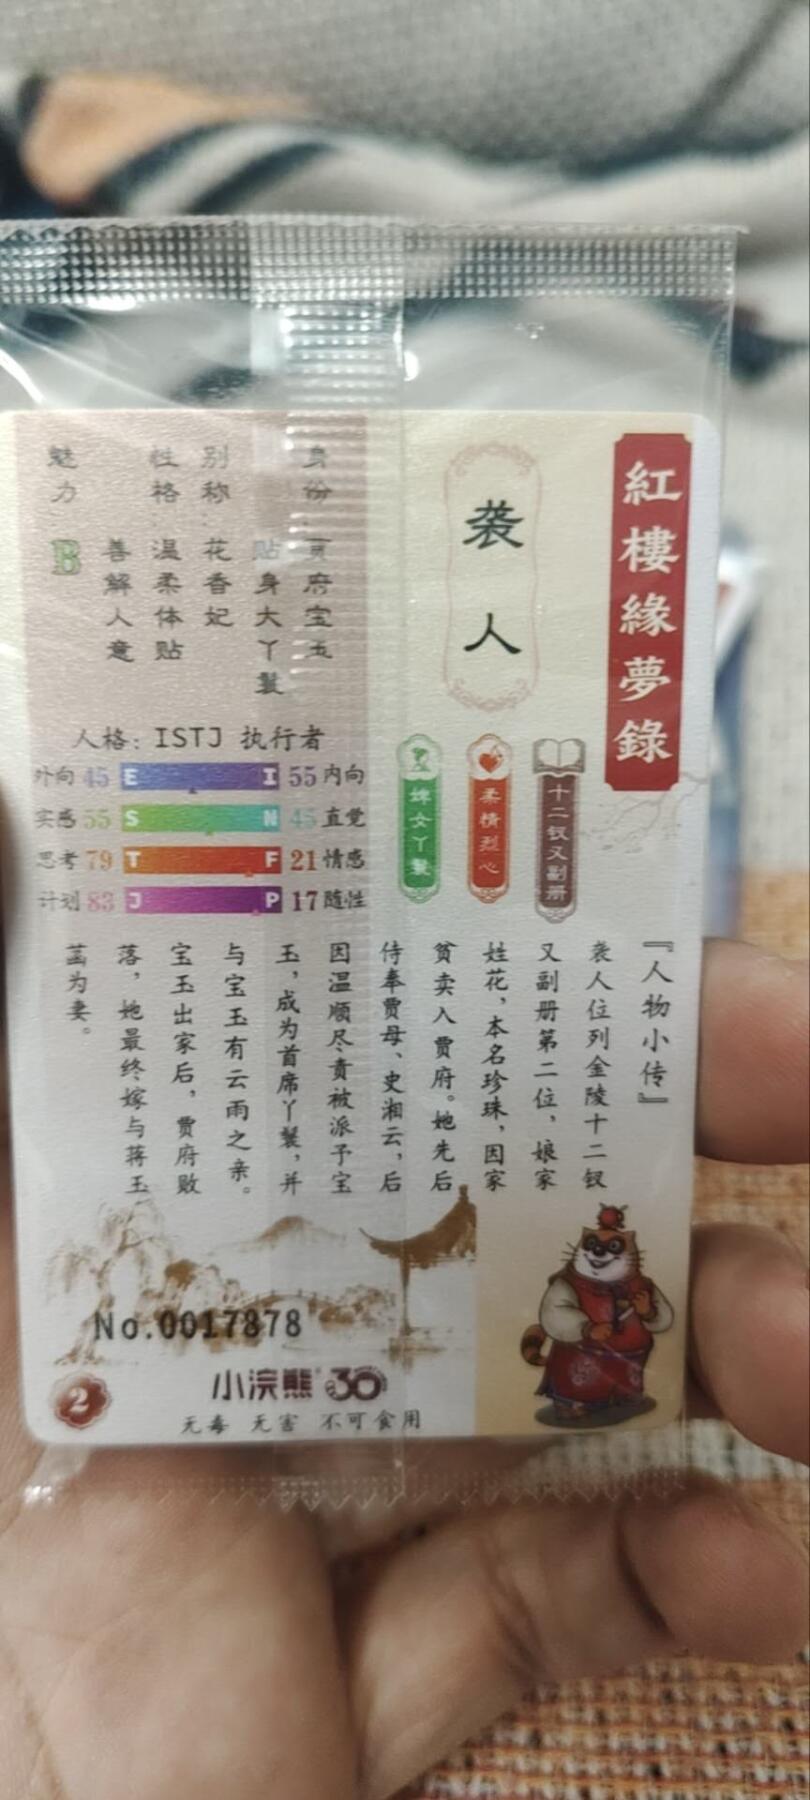 紅樓緣夢錄
袭人
身份：贾府宝玉
贴身大丫鬟
别称：花香妃
性格：温柔体贴
善解人意
魅力 B
人格：ISTJ 执行者
外向 45 E I 55 内向
实感 55 S N 45 直觉
思考 79 T F 21 情感
计划 83 J P 17 随性
十二钗又副册
柔情烈心
婢女丫鬟
『人物小传』
袭人位列金陵十二钗
又副册第二位，娘家
姓花，本名珍珠，因家
贫卖入贾府。她先后
侍奉贾母、史湘云，后
因温顺尽责被派予宝
玉，成为首席丫鬟，并
与宝玉有云雨之亲。
宝玉出家后，贾府败
落，她最终嫁与蒋玉
菡为妻。
No.0017878
2
小浣熊 30
无毒 无害 不可食用